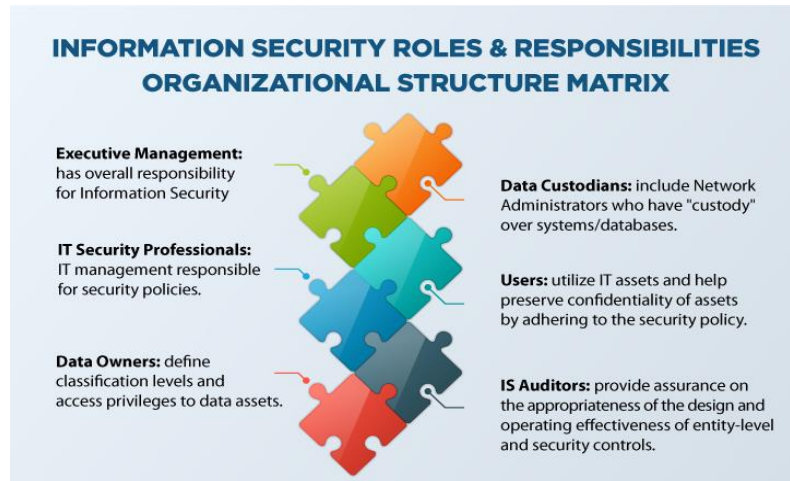 INFORMATION SECURITY ROLES & RESPONSIBILITIES
ORGANIZATIONAL STRUCTURE MATRIX
Executive Management:
has overall responsibility
for Information Security
IT Security Professionals:
IT management responsible
for security policies.
Data Owners: define
classification levels and
access privileges to data assets.
Data Custodians: include Network
Administrators who have "custody"
over systems/databases.
Users: utilize IT assets and help
preserve confidentiality of assets
by adhering to the security policy.
IS Auditors: provide assurance on
the appropriateness of the design and
operating effectiveness of entity-level
and security controls.